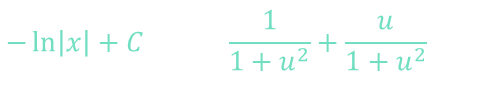 −ln|x| + C    1/(1 + u²) + u/(1 + u²)